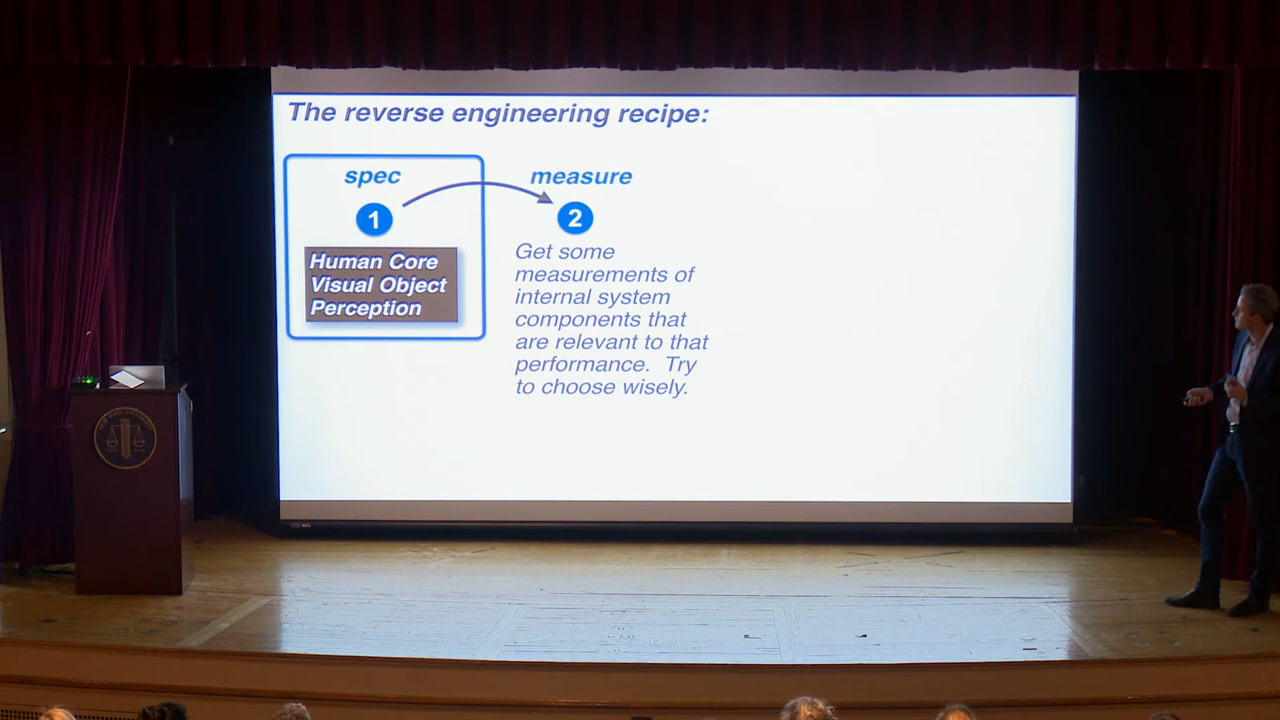 The reverse engineering recipe:
spec
measure
1
2
Human Core
Visual Object
Perception
Get some
measurements of
internal system
components that
are relevant to that
performance. Try
to choose wisely.